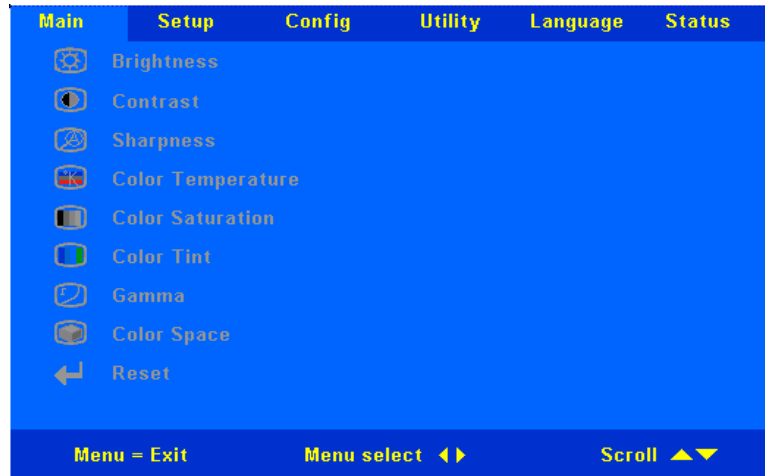 Main Setup Config Utility Language Status
Brightness
Contrast
Sharpness
Color Temperature
Color Saturation
Color Tint
Gamma
Color Space
Reset
Menu = Exit Menu select Scroll